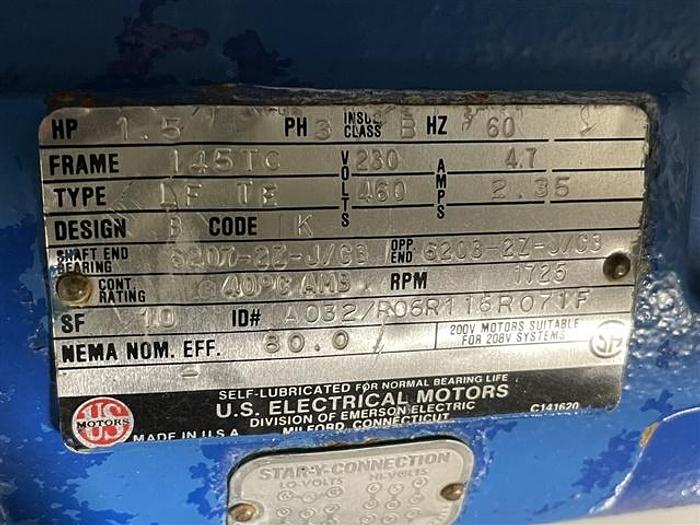 HP 1.5 PH 3 INSUL CLASS B HZ 60
FRAME 145TC VOLTS 230 AMPS 4.7
TYPE LF TE 460 2.35
DESIGN B CODE K
SHAFT END BEARING 6207-2Z-J/C3 OPP. END 6203-2Z-J/C3
CONT. RATING 40°C AMB RPM 1725
SF 1.0 ID# A032/R06R116R071F
NEMA NOM. EFF. 80.0
200V MOTORS SUITABLE
FOR 208V SYSTEMS
SELF-LUBRICATED FOR NORMAL BEARING LIFE
U.S. ELECTRICAL MOTORS
DIVISION OF EMERSON ELECTRIC
MILFORD, CONNECTICUT
C141620
US
MOTORS
MADE IN U.S.A.
STAR-Y-CONNECTION
LO-VOLTS HI-VOLTS